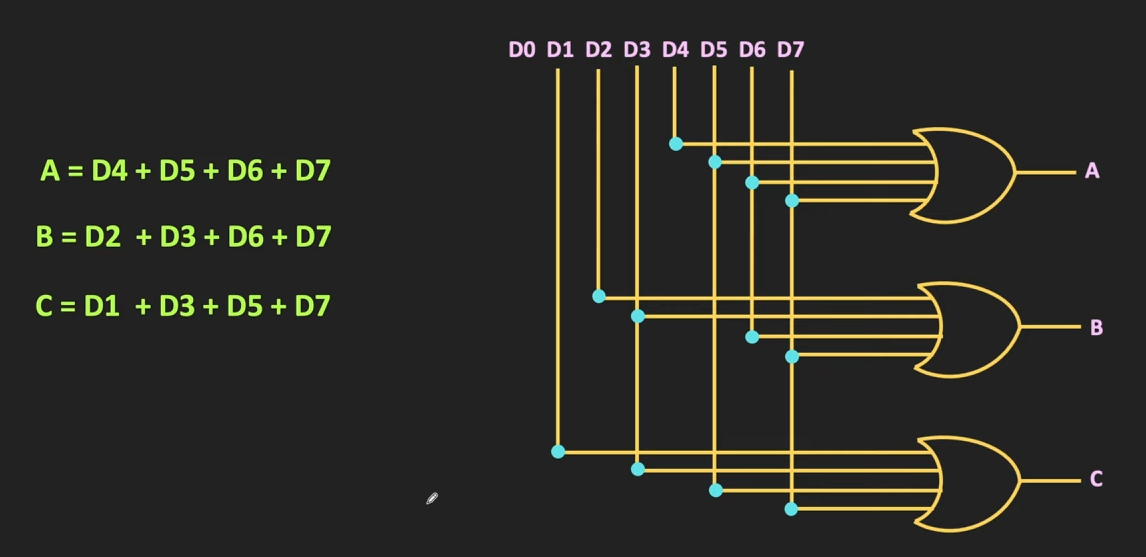 D0 D1 D2 D3 D4 D5 D6 D7
A = D4 + D5 + D6 + D7
A
B = D2 + D3 + D6 + D7
B
C = D1 + D3 + D5 + D7
C